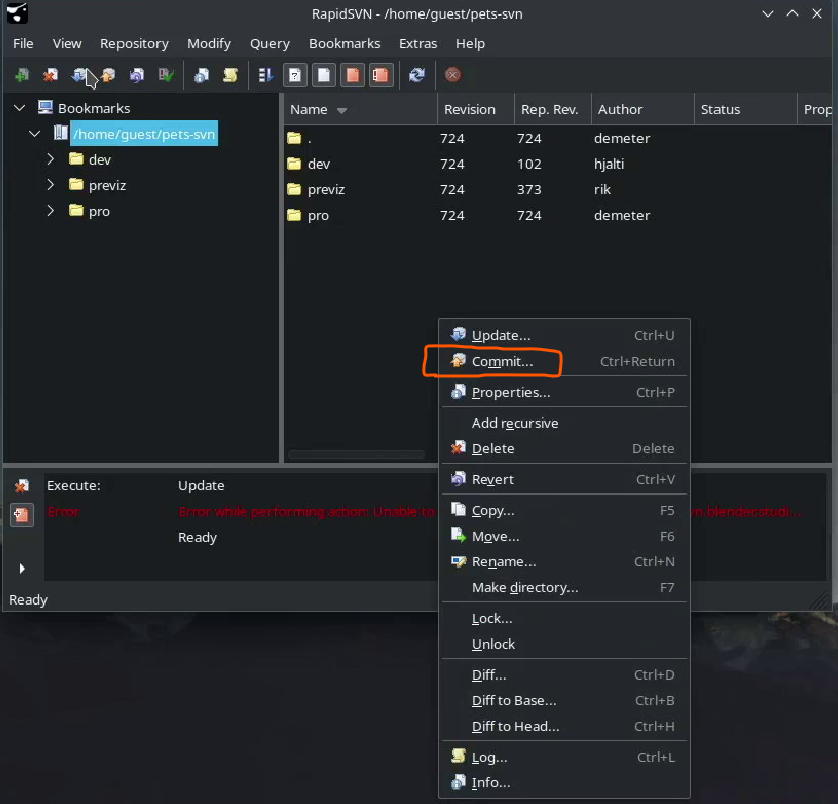 RapidSVN - /home/guest/pets-svn
File View Repository Modify Query Bookmarks Extras Help
Bookmarks
/home/guest/pets-svn
dev
previz
pro
Name Revision Rep. Rev. Author Status Prop
. 724 724 demeter
dev 724 102 hjalti
previz 724 373 rik
pro 724 724 demeter
Update... Ctrl+U
Commit... Ctrl+Return
Properties... Ctrl+P
Add recursive
Delete Delete
Revert Ctrl+V
Copy... F5
Move... F6
Rename... Ctrl+N
Make directory... F7
Lock...
Unlock
Diff... Ctrl+D
Diff to Base... Ctrl+B
Diff to Head... Ctrl+H
Log... Ctrl+L
Info...
Execute: Update
Error Error while performing action: Unable to vn.blender.studi...
Ready
Ready